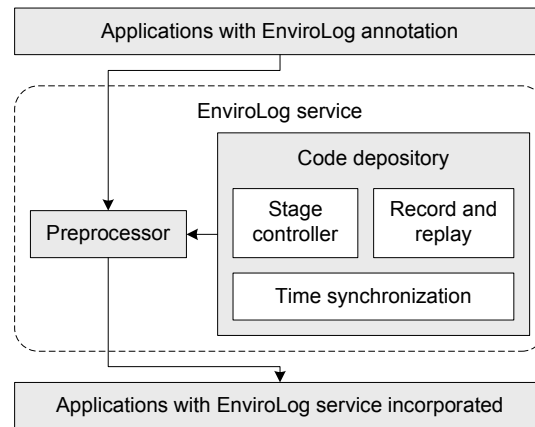 Applications with EnviroLog annotation
EnviroLog service
Code depository
Stage
controller
Record and
replay
Preprocessor
Time synchronization
Applications with EnviroLog service incorporated